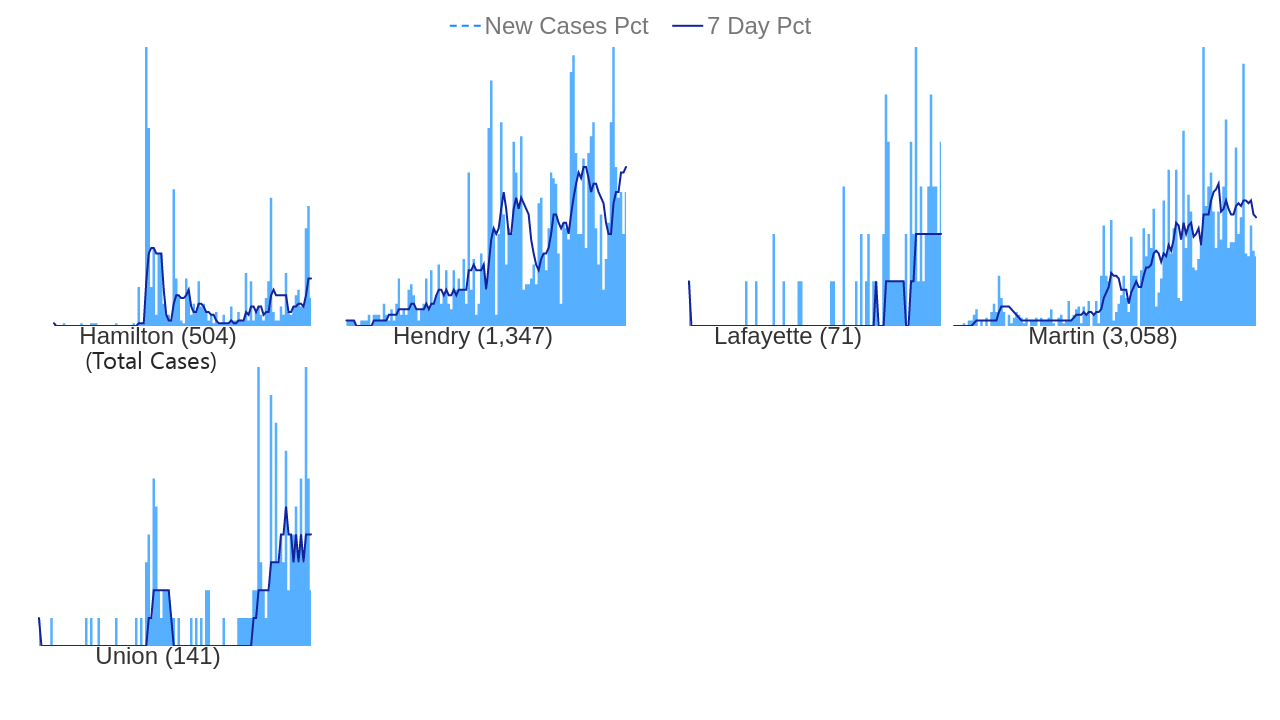 New Cases Pct 7 Day Pct
Hamilton (504) Hendry (1,347) Lafayette (71) Martin (3,058)
(Total Cases)
Union (141)